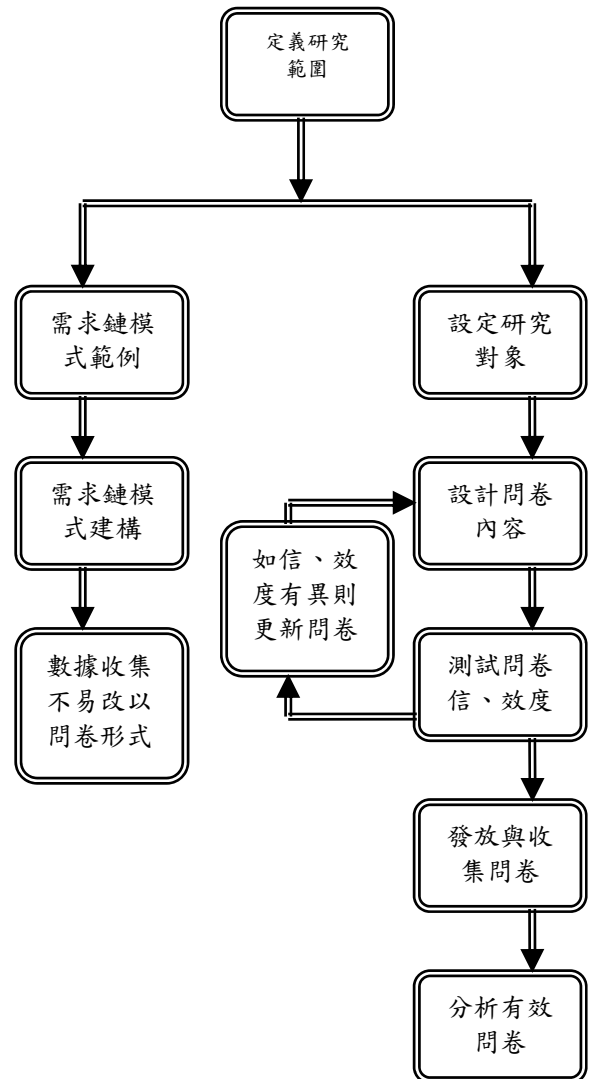 定義研究
範圍
需求鏈模
式範例
設定研究
對象
需求鏈模
式建構
設計問卷
內容
如信、效
度有異則
更新問卷
數據收集
不易改以
問卷形式
測試問卷
信、效度
發放與收
集問卷
分析有效
問卷